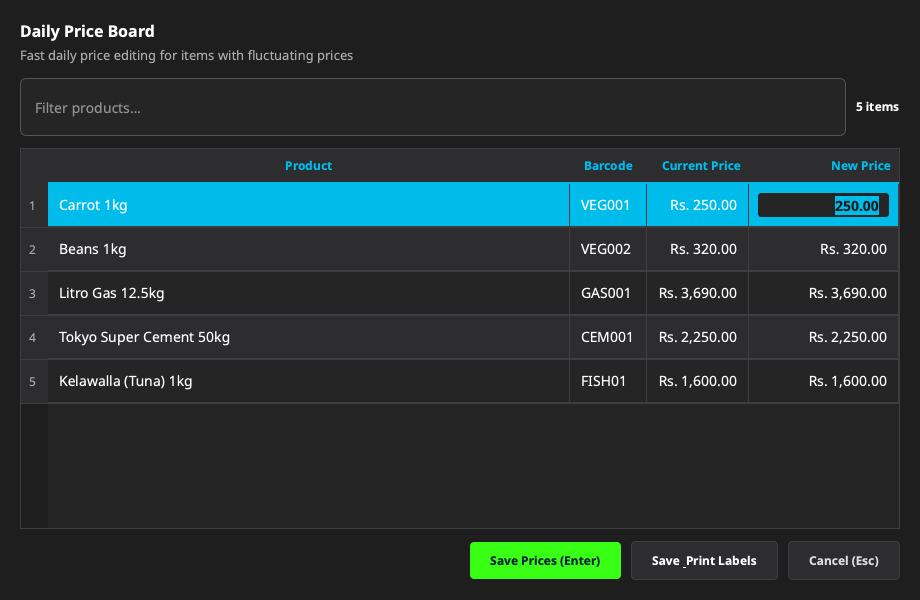 Daily Price Board
Fast daily price editing for items with fluctuating prices
Filter products...
5 items
Product Barcode Current Price New Price
1 Carrot 1kg VEG001 Rs. 250.00 250.00
2 Beans 1kg VEG002 Rs. 320.00 Rs. 320.00
3 Litro Gas 12.5kg GAS001 Rs. 3,690.00 Rs. 3,690.00
4 Tokyo Super Cement 50kg CEM001 Rs. 2,250.00 Rs. 2,250.00
5 Kelawalla (Tuna) 1kg FISH01 Rs. 1,600.00 Rs. 1,600.00
Save Prices (Enter) Save _Print Labels Cancel (Esc)